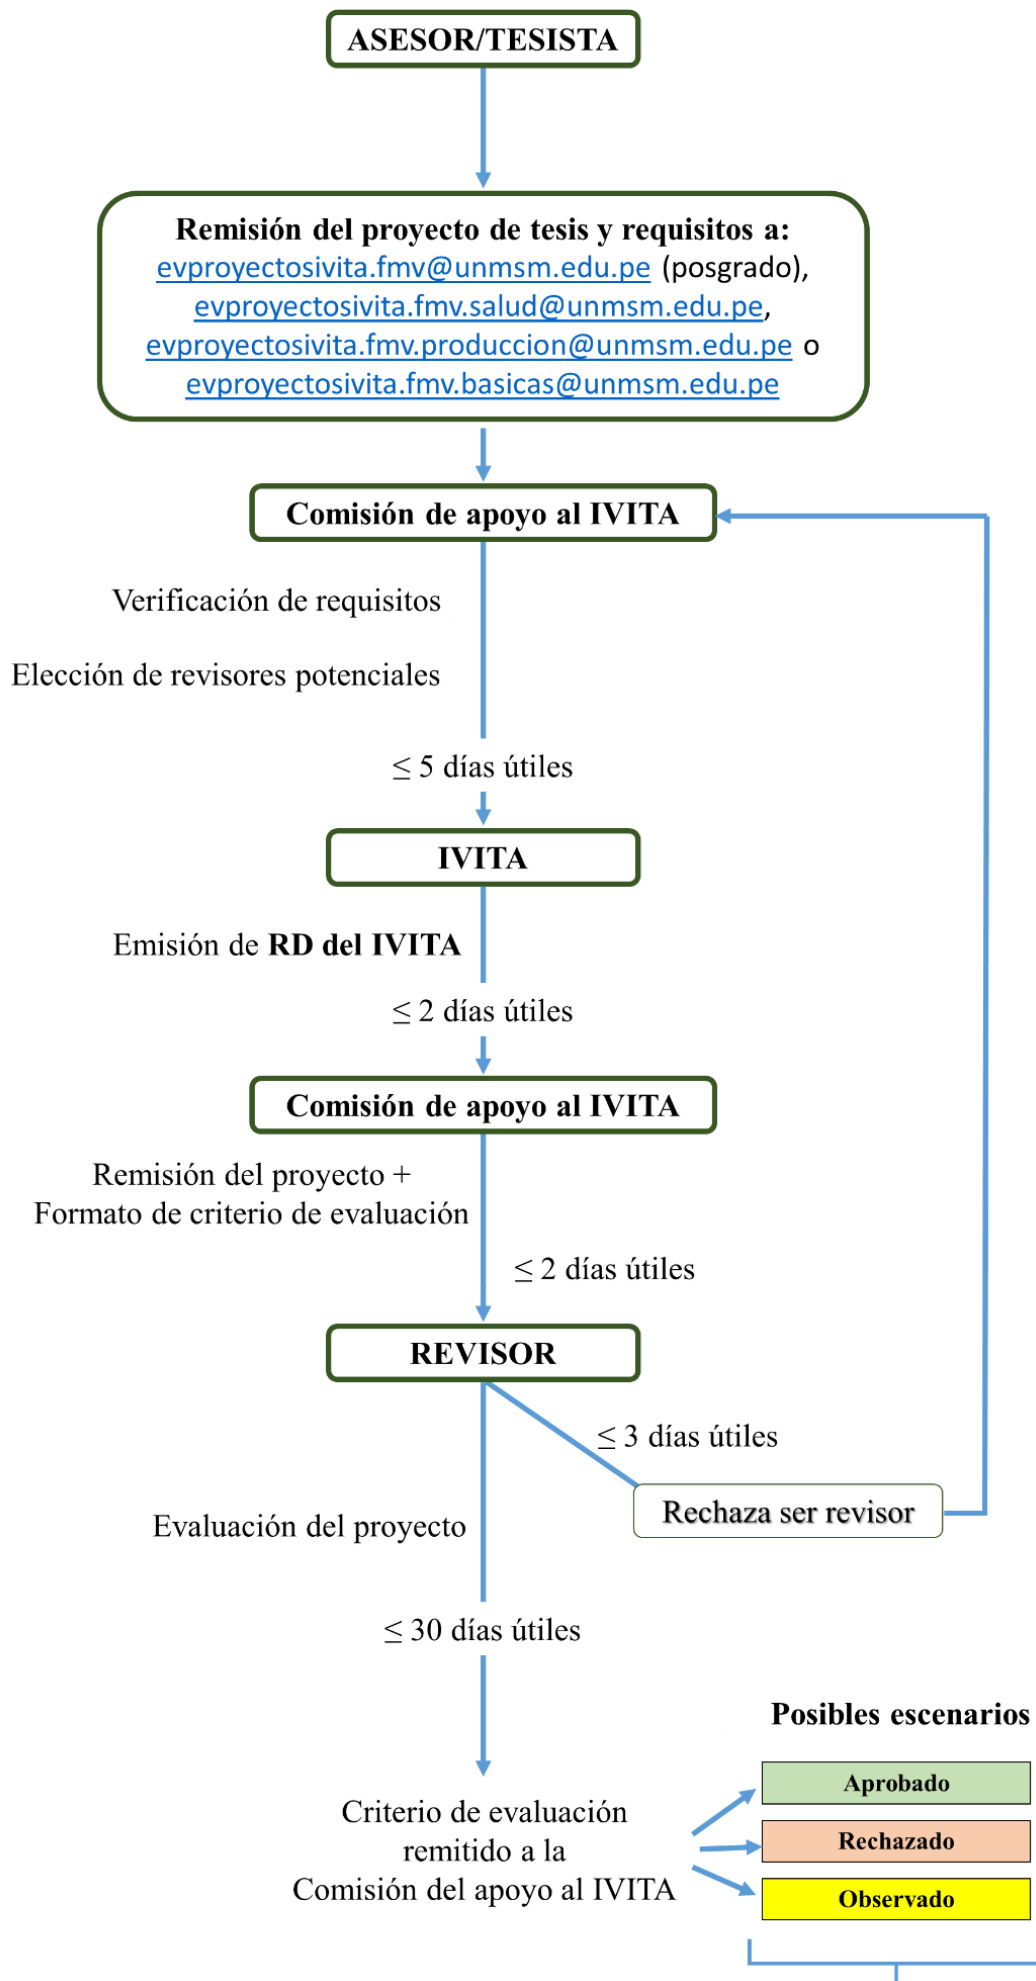 ASESOR/TESISTA
Remisión del proyecto de tesis y requisitos a:
evproyectosivita.fmv@unmsm.edu.pe (posgrado),
evproyectosivita.fmv.salud@unmsm.edu.pe,
evproyectosivita.fmv.produccion@unmsm.edu.pe o
evproyectosivita.fmv.basicas@unmsm.edu.pe
Comisión de apoyo al IVITA
Verificación de requisitos
Elección de revisores potenciales
≤ 5 días útiles
IVITA
Emisión de RD del IVITA
≤ 2 días útiles
Comisión de apoyo al IVITA
Remisión del proyecto +
Formato de criterio de evaluación
≤ 2 días útiles
REVISOR
≤ 3 días útiles
Rechaza ser revisor
Evaluación del proyecto
≤ 30 días útiles
Posibles escenarios
Aprobado
Rechazado
Observado
Criterio de evaluación
remitido a la
Comisión del apoyo al IVITA